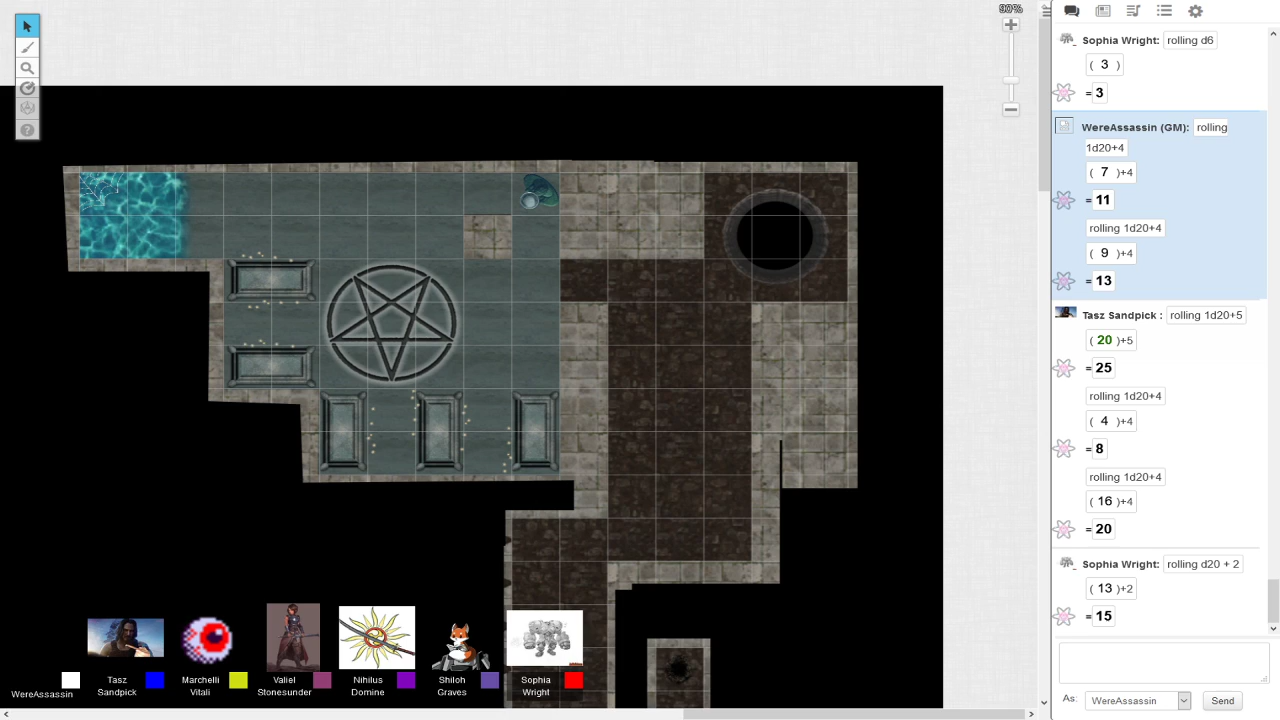 90%
Sophia Wright: rolling d6
( 3 )
= 3
WereAssassin (GM): rolling
1d20+4
( 7 )+4
= 11
rolling 1d20+4
( 9 )+4
= 13
Tasz Sandpick : rolling 1d20+5
( 20 )+5
= 25
rolling 1d20+4
( 4 )+4
= 8
rolling 1d20+4
( 16 )+4
= 20
Sophia Wright: rolling d20 + 2
( 13 )+2
= 15
As: WereAssassin Send
WereAssassin
Tasz
Sandpick
Marchelli
Vitali
Valiel
Stonesunder
Nihilus
Domine
Shiloh
Graves
Sophia
Wright